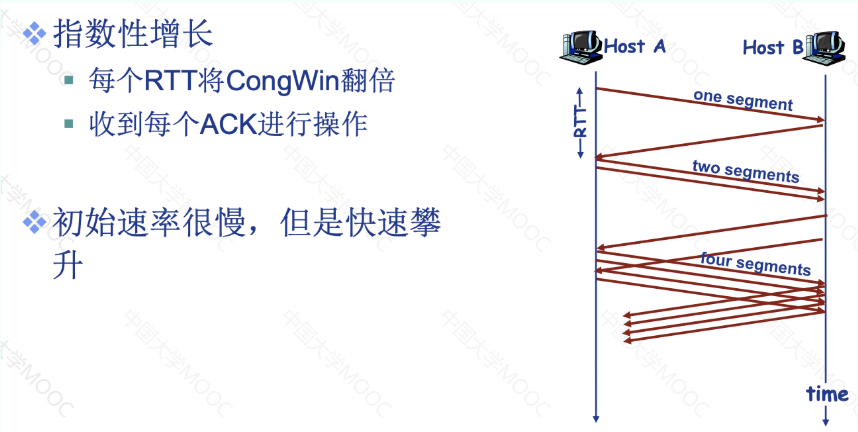 指数性增长
每个RTT将CongWin翻倍
收到每个ACK进行操作
初始速率很慢，但是快速攀
升
Host A
Host B
one segment
RTT
two segments
four segments
time
中国大学MOOC